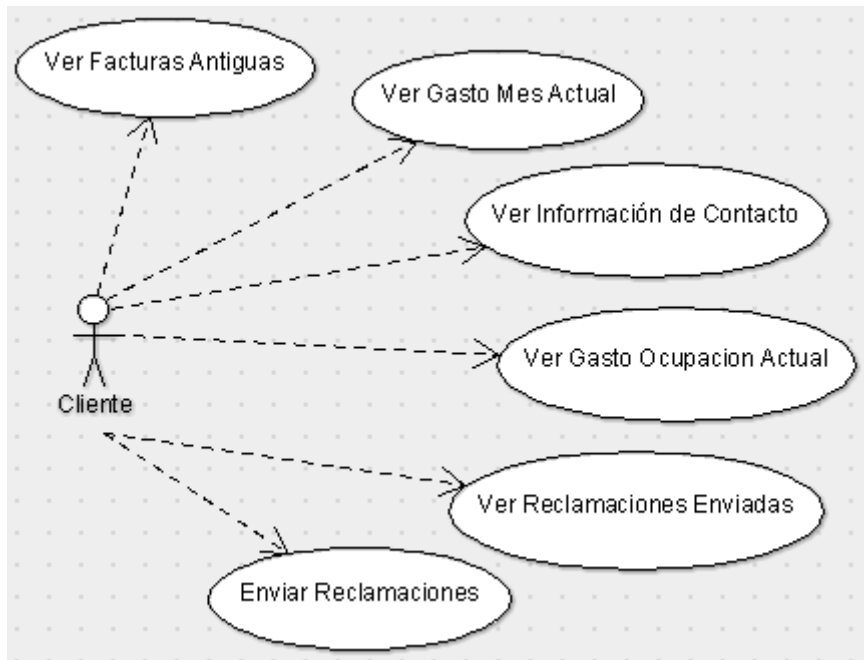 Ver Facturas Antiguas
Ver Gasto Mes Actual
Ver Información de Contacto
Ver Gasto Ocupacion Actual
Cliente
Ver Reclamaciones Enviadas
Enviar Reclamaciones